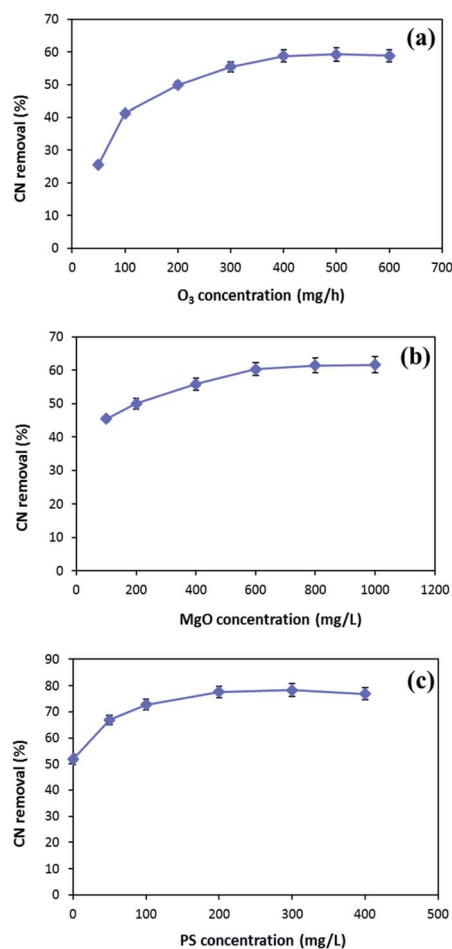 (a)
70
60
50
40
30
20
10
0
CN removal (%)
0 100 200 300 400 500 600 700
O₃ concentration (mg/h)
(b)
70
60
50
40
30
20
10
0
CN removal (%)
0 200 400 600 800 1000 1200
MgO concentration (mg/L)
(c)
90
80
70
60
50
40
30
20
10
0
CN removal (%)
0 100 200 300 400 500
PS concentration (mg/L)